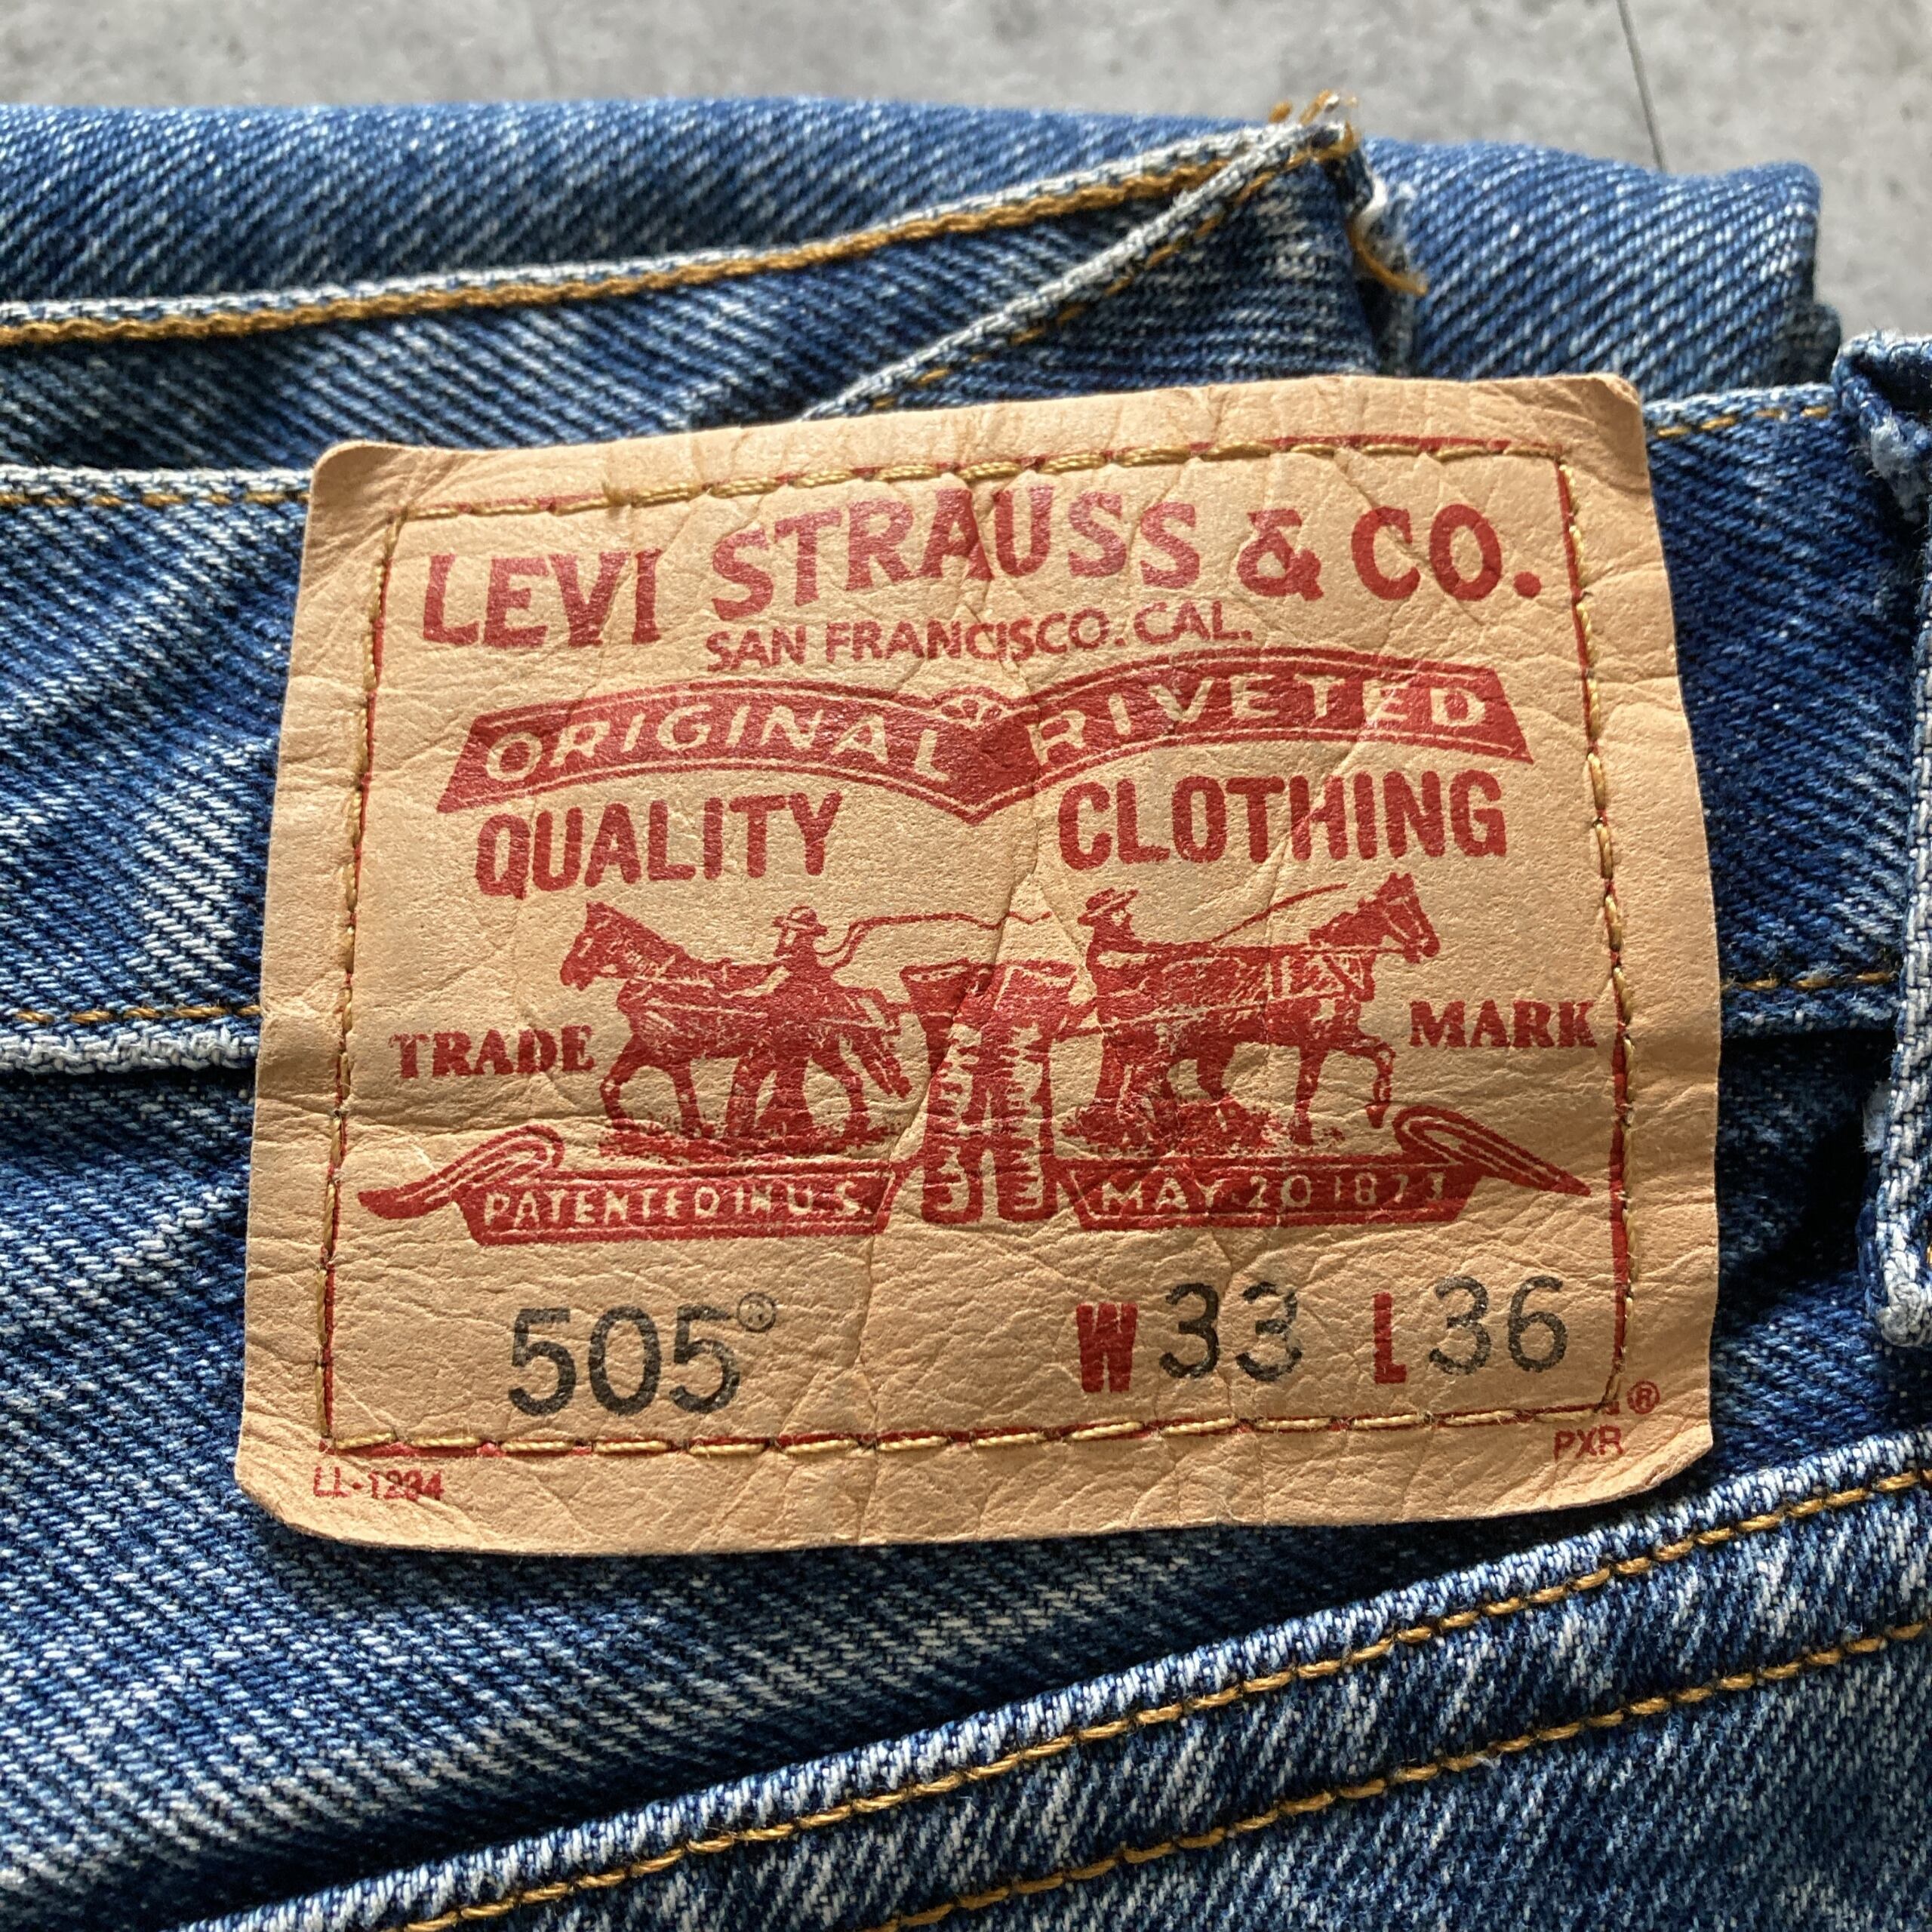 LEVI STRAUSS & CO.
SAN FRANCISCO. CAL.
ORIGINAL RIVETED
QUALITY CLOTHING
TRADE MARK
PATENTED IN U.S. MAY 20 1873
505® W 33 L 36
®
LL-1234 PXR